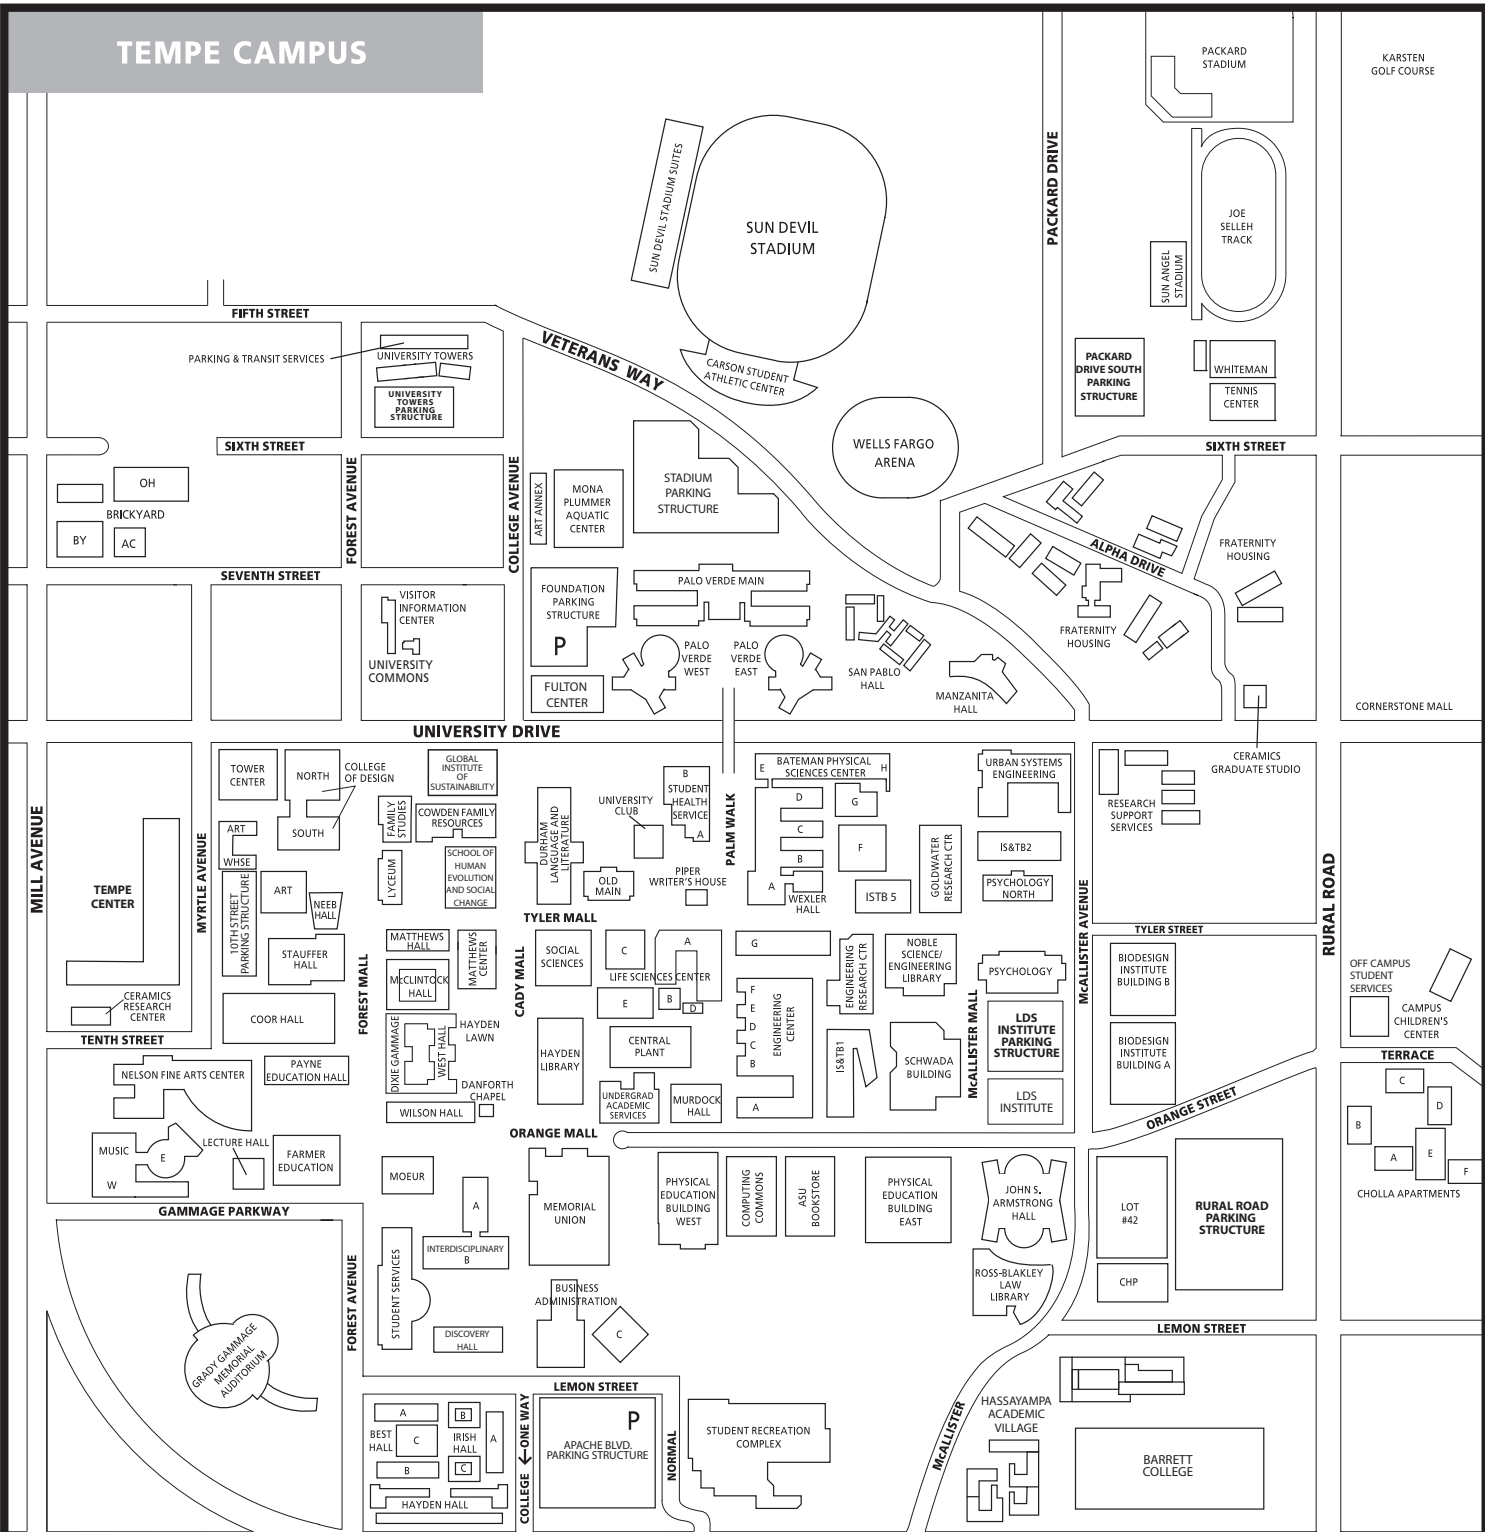 TEMPE CAMPUS
PACKARD
STADIUM
KARSTEN
GOLF COURSE
PACKARD DRIVE
SUN DEVIL STADIUM SUITES
SUN DEVIL
STADIUM
JOE
SELLEH
TRACK
SUN ANGEL
STADIUM
FIFTH STREET
PARKING & TRANSIT SERVICES
UNIVERSITY TOWERS
UNIVERSITY
TOWERS
PARKING
STRUCTURE
VETERANS WAY
CARSON STUDENT
ATHLETIC CENTER
PACKARD
DRIVE SOUTH
PARKING
STRUCTURE
WHITEMAN
TENNIS
CENTER
SIXTH STREET
SIXTH STREET
WELLS FARGO
ARENA
OH
BRICKYARD
BY
AC
FOREST AVENUE
COLLEGE AVENUE
ART ANNEX
MONA
PLUMMER
AQUATIC
CENTER
STADIUM
PARKING
STRUCTURE
ALPHA DRIVE
FRATERNITY
HOUSING
SEVENTH STREET
VISITOR
INFORMATION
CENTER
UNIVERSITY
COMMONS
FOUNDATION
PARKING
STRUCTURE
P
PALO VERDE MAIN
PALO
VERDE
WEST
PALO
VERDE
EAST
SAN PABLO
HALL
MANZANITA
HALL
FRATERNITY
HOUSING
FULTON
CENTER
CORNERSTONE MALL
UNIVERSITY DRIVE
CERAMICS
GRADUATE STUDIO
MILL AVENUE
TEMPE
CENTER
MYRTLE AVENUE
TOWER
CENTER
NORTH
COLLEGE
OF DESIGN
SOUTH
GLOBAL
INSTITUTE
OF
SUSTAINABILITY
FAMILY
STUDIES
COWDEN FAMILY
RESOURCES
LYCEUM
SCHOOL OF
HUMAN
EVOLUTION
AND SOCIAL
CHANGE
ART
WHSE
10TH STREET
PARKING STRUCTURE
ART
NEEB
HALL
STAUFFER
HALL
DURHAM
LANGUAGE AND
LITERATURE
UNIVERSITY
CLUB
B
STUDENT
HEALTH
SERVICE
A
OLD
MAIN
PIPER
WRITER'S HOUSE
PALM WALK
BATEMAN PHYSICAL
SCIENCES CENTER
E
H
D
G
C
F
B
A
WEXLER
HALL
ISTB 5
GOLDWATER
RESEARCH CTR
URBAN SYSTEMS
ENGINEERING
IS&TB2
PSYCHOLOGY
NORTH
RESEARCH
SUPPORT
SERVICES
McALLISTER AVENUE
RURAL ROAD
TYLER MALL
TYLER STREET
MATTHEWS
HALL
MATTHEWS
CENTER
McCLINTOCK
HALL
FOREST MALL
CADY MALL
SOCIAL
SCIENCES
C
A
LIFE SCIENCES CENTER
E
B
D
G
ENGINEERING
RESEARCH CTR
NOBLE
SCIENCE/
ENGINEERING
LIBRARY
PSYCHOLOGY
BIODESIGN
INSTITUTE
BUILDING B
OFF CAMPUS
STUDENT
SERVICES
CAMPUS
CHILDREN'S
CENTER
CERAMICS
RESEARCH
CENTER
COOR HALL
TENTH STREET
DIXIE GAMMAGE
WEST HALL
HAYDEN
LAWN
HAYDEN
LIBRARY
CENTRAL
PLANT
F
E
D
C
B
A
ENGINEERING
CENTER
IS&TB1
SCHWADA
BUILDING
McALLISTER MALL
LDS
INSTITUTE
PARKING
STRUCTURE
LDS
INSTITUTE
BIODESIGN
INSTITUTE
BUILDING A
TERRACE
NELSON FINE ARTS CENTER
PAYNE
EDUCATION HALL
DANFORTH
CHAPEL
WILSON HALL
UNDERGRAD
ACADEMIC
SERVICES
MURDOCK
HALL
ORANGE MALL
ORANGE STREET
C
D
B
A
E
F
CHOLLA APARTMENTS
MUSIC
E
W
LECTURE HALL
FARMER
EDUCATION
GAMMAGE PARKWAY
MOEUR
A
INTERDISCIPLINARY
B
MEMORIAL
UNION
PHYSICAL
EDUCATION
BUILDING
WEST
COMPUTING
COMMONS
ASU
BOOKSTORE
PHYSICAL
EDUCATION
BUILDING
EAST
JOHN S.
ARMSTRONG
HALL
LOT
#42
RURAL ROAD
PARKING
STRUCTURE
FOREST AVENUE
STUDENT SERVICES
ROSS-BLAKLEY
LAW
LIBRARY
CHP
BUSINESS
ADMINISTRATION
C
DISCOVERY
HALL
LEMON STREET
GRADY GAMMAGE
MEMORIAL
AUDITORIUM
LEMON STREET
A
BEST
HALL
C
B
B
IRISH
HALL
A
C
HAYDEN HALL
COLLEGE ←ONE WAY
P
APACHE BLVD.
PARKING STRUCTURE
NORMAL
STUDENT RECREATION
COMPLEX
McALLISTER
HASSAYAMPA
ACADEMIC
VILLAGE
BARRETT
COLLEGE